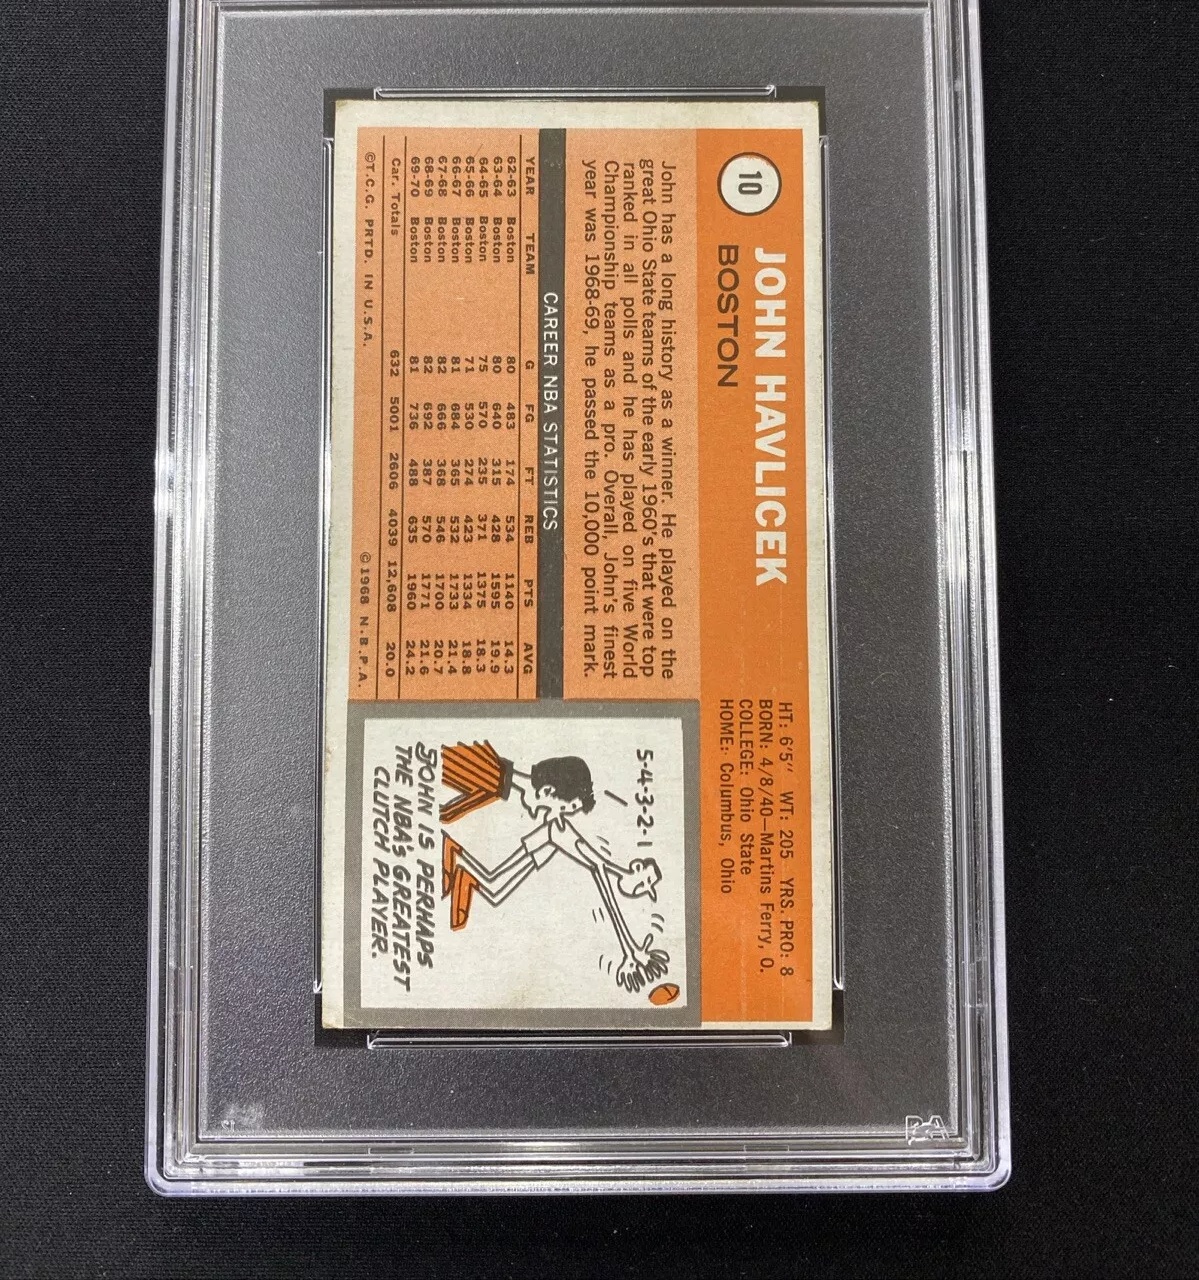 10
JOHN HAVLICEK
BOSTON
HT: 6'5" WT: 205 YRS. PRO: 8
BORN: 4/8/40—Martins Ferry, O.
COLLEGE: Ohio State
HOME: Columbus, Ohio
John has a long history as a winner. He played on the
great Ohio State teams of the early 1960's that were top
ranked in all polls and he has played on five World
Championship teams as a pro. Overall, John's finest
year was 1968-69, he passed the 10,000 point mark.
CAREER NBA STATISTICS
YEAR TEAM G FG FT REB PTS AVG
62-63 Boston 80 483 174 534 1140 14.3
63-64 Boston 80 640 315 428 1595 19.9
64-65 Boston 75 570 235 371 1375 18.3
65-66 Boston 71 530 274 423 1334 18.8
66-67 Boston 81 684 365 532 1733 21.4
67-68 Boston 82 666 368 546 1700 20.7
68-69 Boston 82 692 387 570 1771 21.6
69-70 Boston 81 736 488 635 1960 24.2
Car. Totals 632 5001 2606 4039 12,608 20.0
©T.C.G. PRTD. IN U.S.A. ©1968 N.B.P.A.
5-4-3-2-1
JOHN IS PERHAPS
THE NBA'S GREATEST
CLUTCH PLAYER.